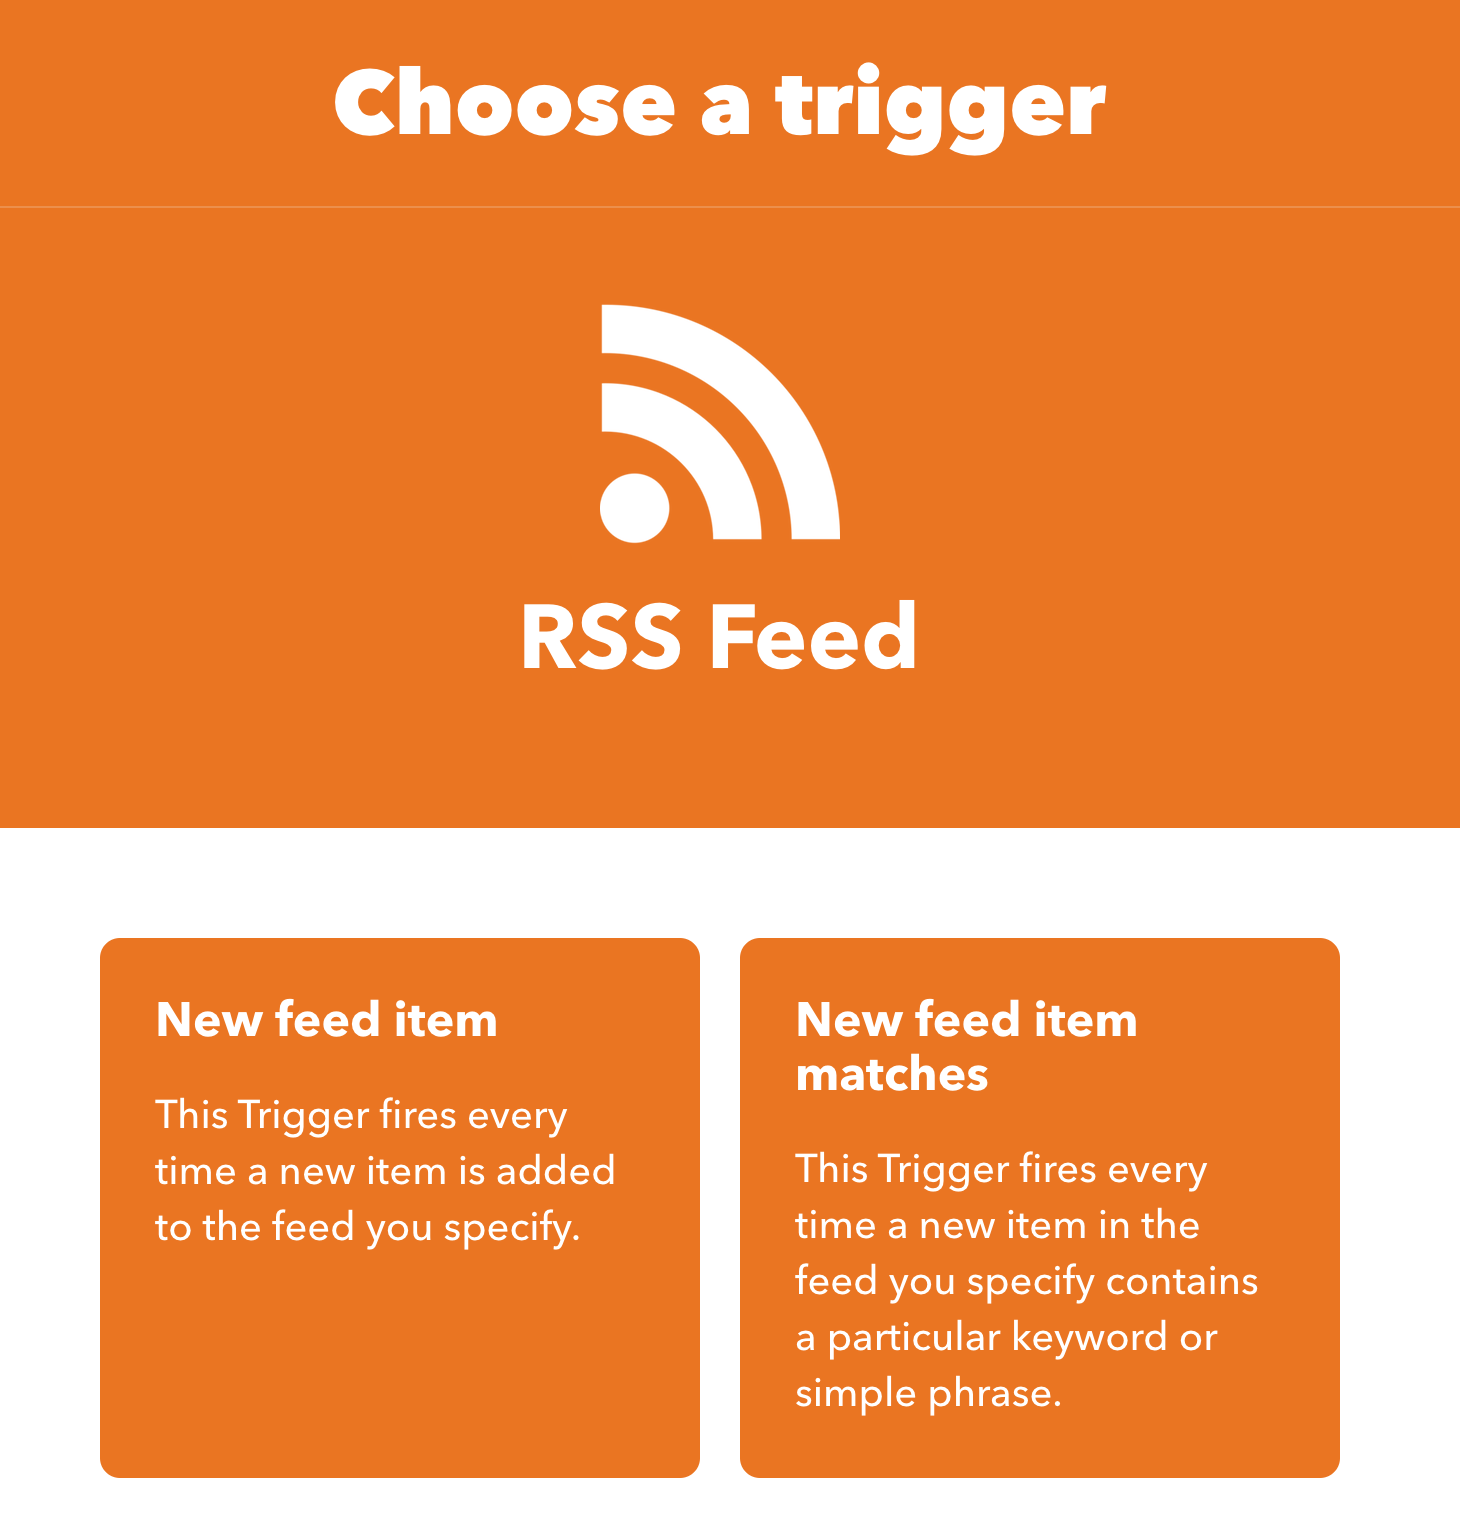 Choose a trigger
RSS Feed
New feed item
This Trigger fires every
time a new item is added
to the feed you specify.
New feed item
matches
This Trigger fires every
time a new item in the
feed you specify contains
a particular keyword or
simple phrase.